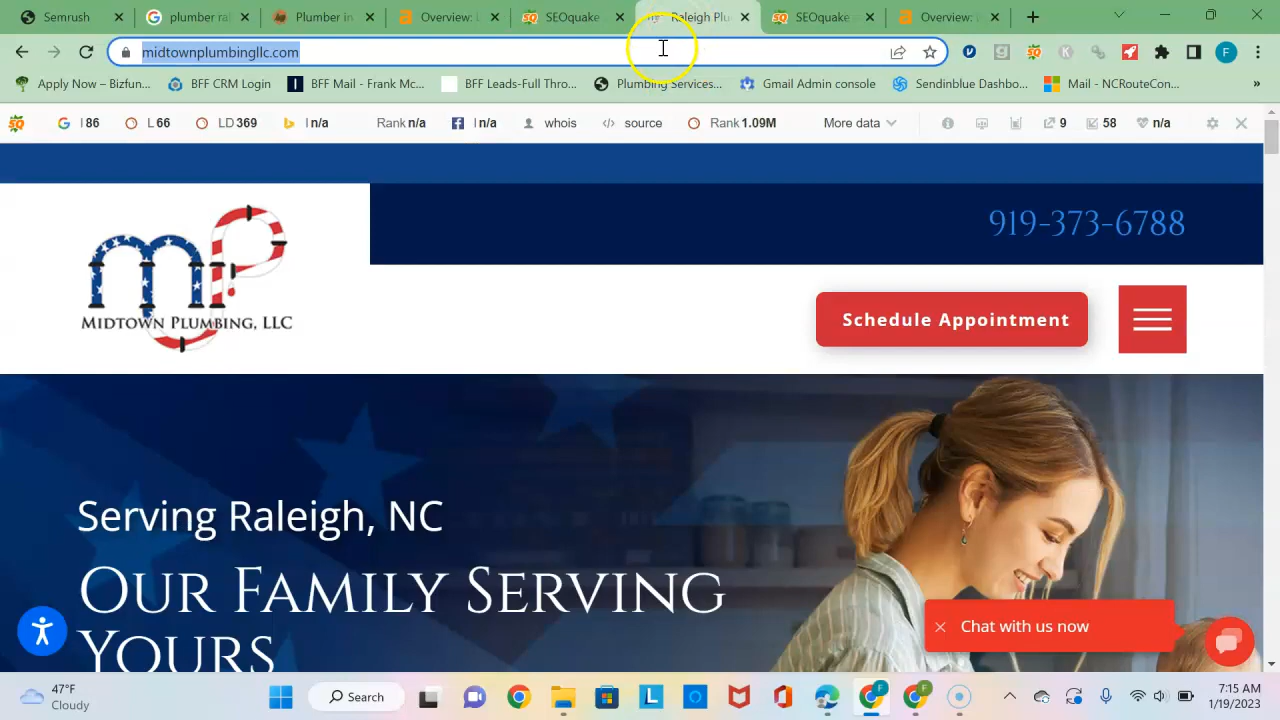 Semrush
plumber ral
Plumber in
Overview: l
SEOquake
Raleigh Plu
SEOquake
Overview:
midtownplumbingllc.com
F
Apply Now – Bizfun...
BFF CRM Login
BFF Mail - Frank Mc...
BFF Leads-Full Thro...
Plumbing Services...
Gmail Admin console
Sendinblue Dashbo...
Mail - NCRouteCon...
»
SQ
I 86
L 66
LD 369
I n/a
Rank n/a
I n/a
whois
source
Rank 1.09M
More data
9
58
n/a
919-373-6788
mP
MIDTOWN PLUMBING, LLC
Schedule Appointment
Serving Raleigh, NC
OUR FAMILY SERVING
YOURS
Chat with us now
47°F
Cloudy
Search
7:15 AM
1/19/2023